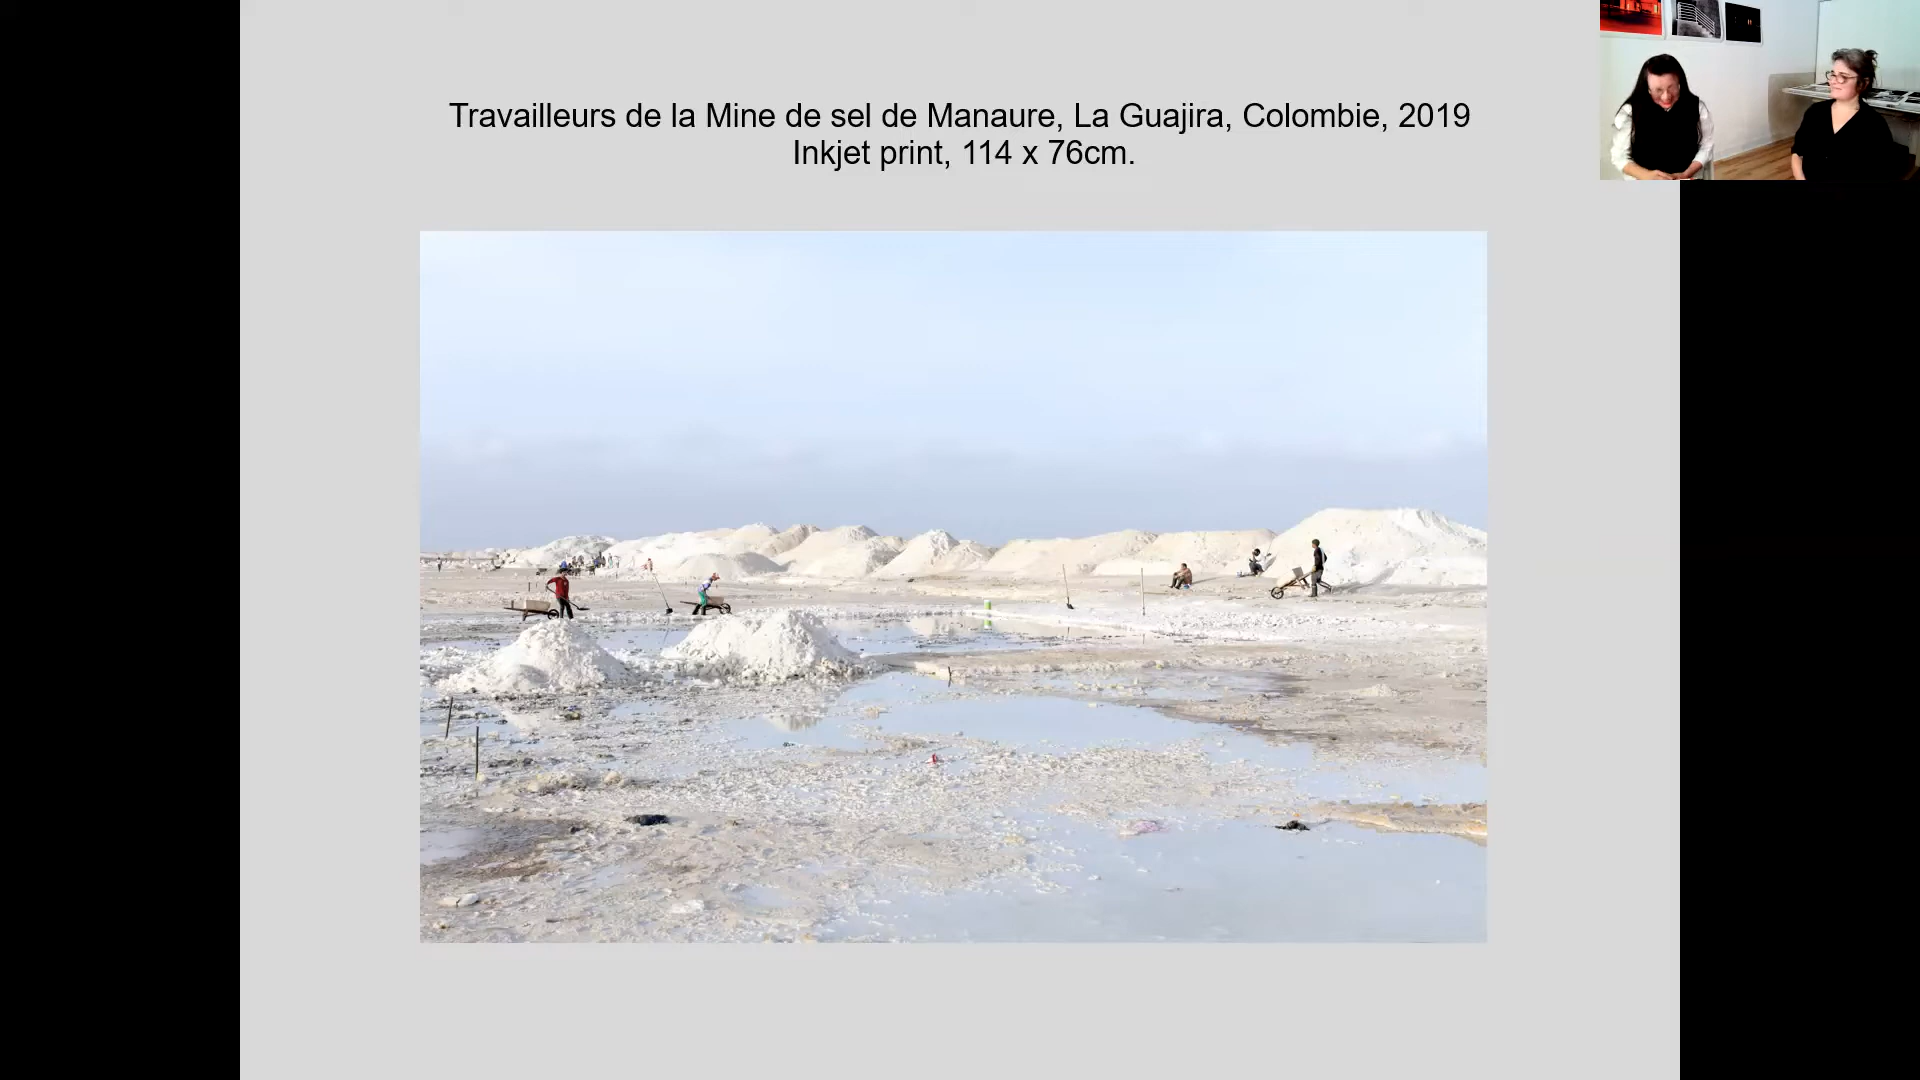 Travailleurs de la Mine de sel de Manaure, La Guajira, Colombie, 2019
Inkjet print, 114 x 76cm.